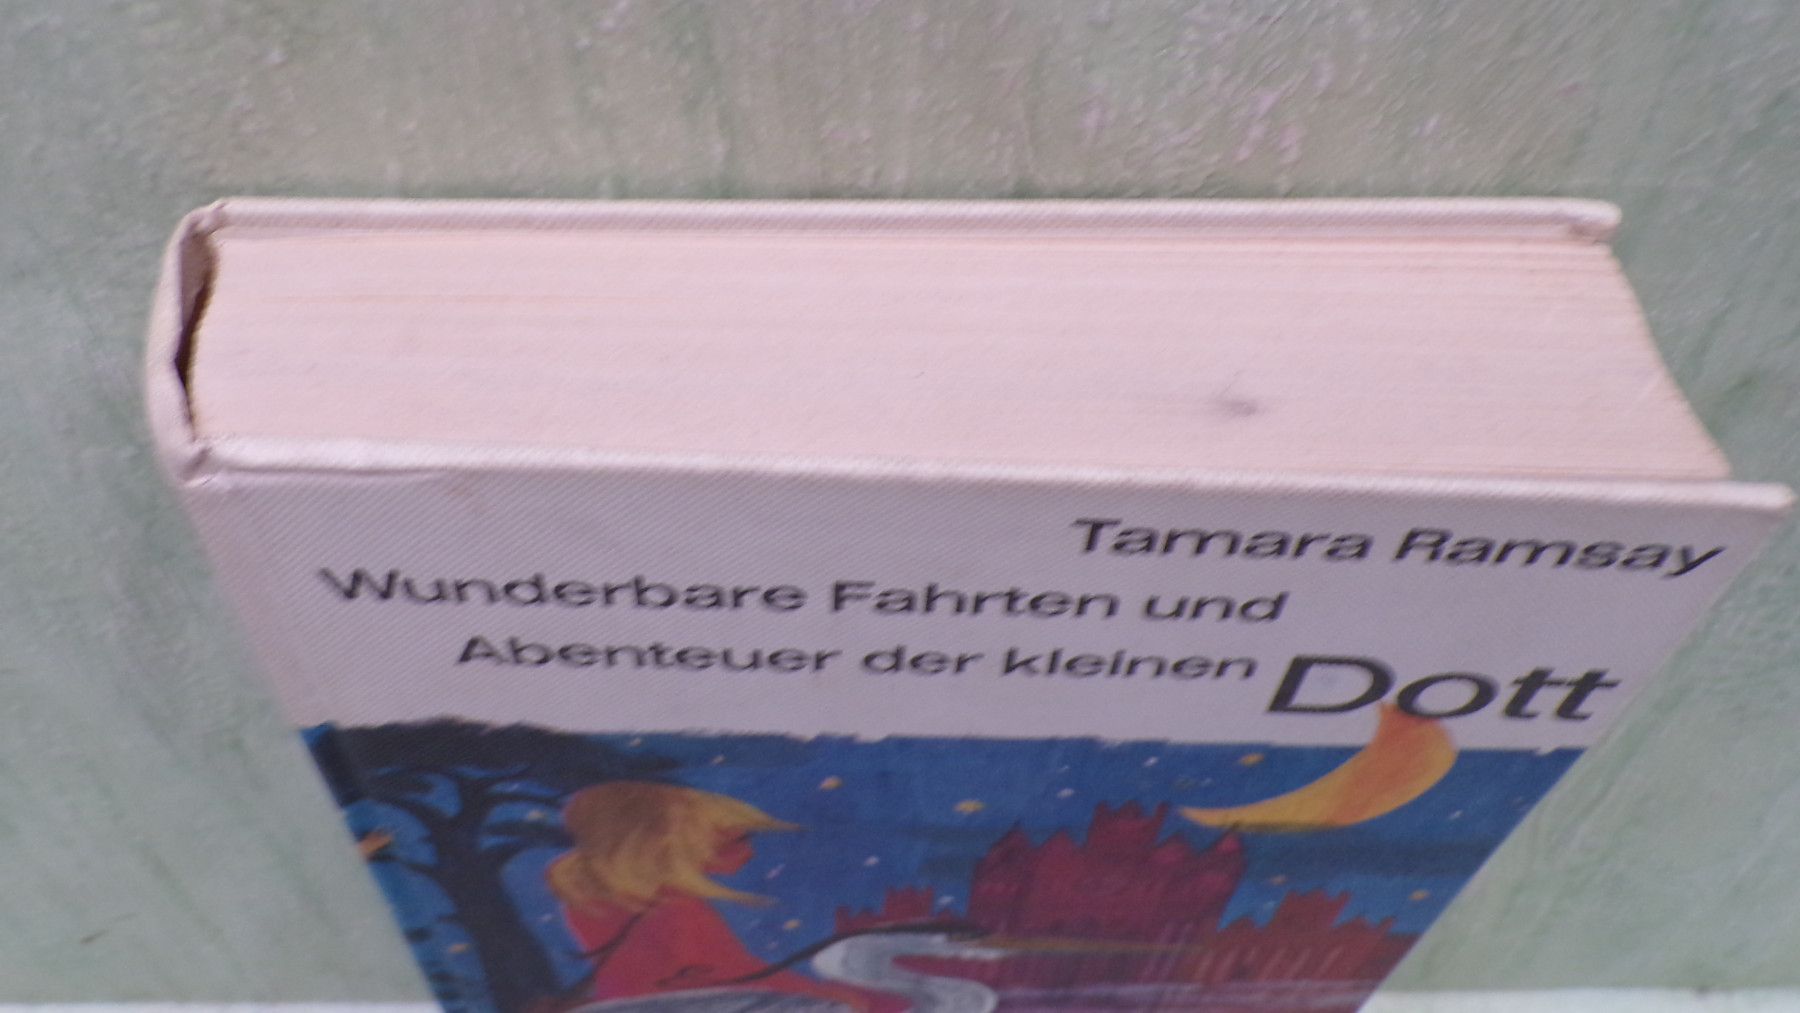 Tamara Ramsay
Wunderbare Fahrten und
Abenteuer der kleinen Dott